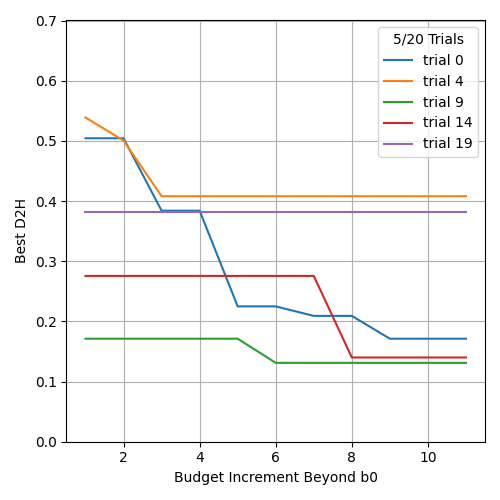 0.7
0.6
0.5
0.4
0.3
0.2
0.1
0.0
Best D2H
5/20 Trials
trial 0
trial 4
trial 9
trial 14
trial 19
2 4 6 8 10
Budget Increment Beyond b0